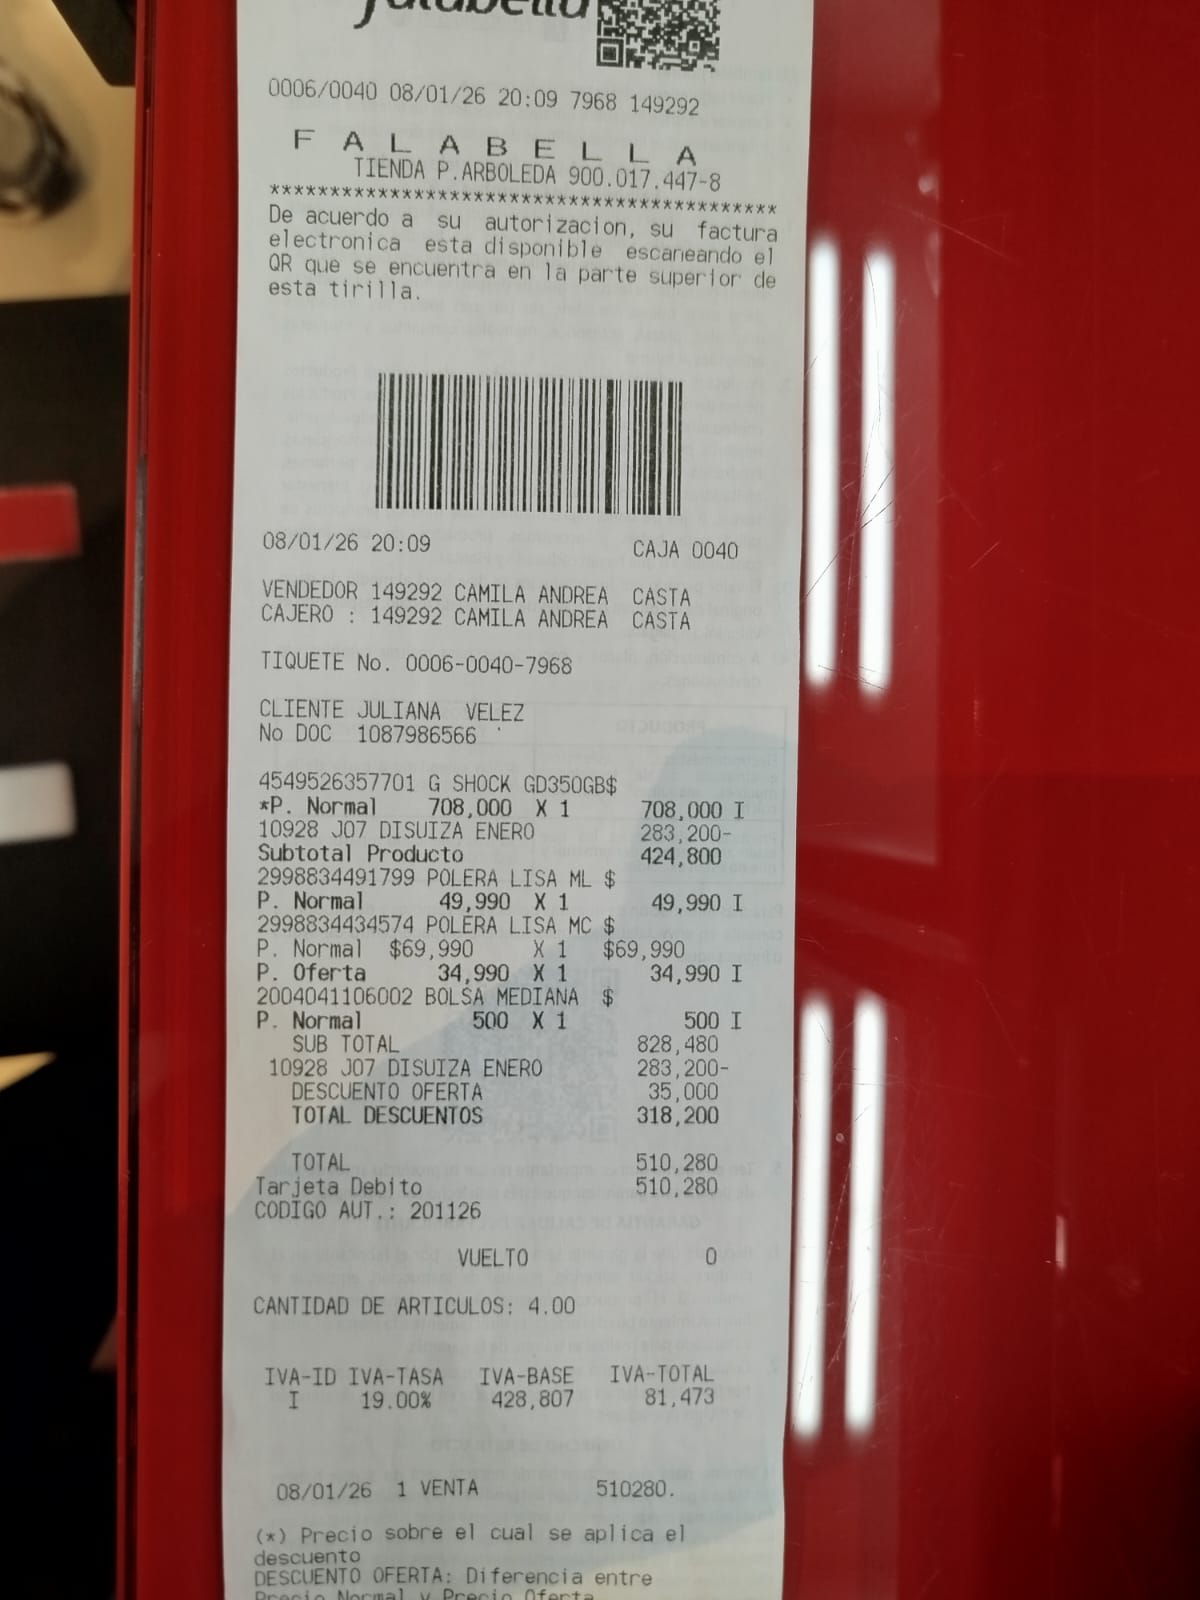 falabella
0006/0040 08/01/26 20:09 7968 149292
F A L A B E L L A
TIENDA P.ARBOLEDA 900.017.447-8
*******************************************
De acuerdo a su autorizacion, su factura
electronica esta disponible escaneando el
QR que se encuentra en la parte superior de
esta tirilla.
08/01/26 20:09 CAJA 0040
VENDEDOR 149292 CAMILA ANDREA CASTA
CAJERO : 149292 CAMILA ANDREA CASTA
TIQUETE No. 0006-0040-7968
CLIENTE JULIANA VELEZ
No DOC 1087986566
4549526357701 G SHOCK GD350GB$
*P. Normal 708,000 X 1 708,000 I
10928 J07 DISUIZA ENERO 283,200-
Subtotal Producto 424,800
2998834491799 POLERA LISA ML $
P. Normal 49,990 X 1 49,990 I
2998834434574 POLERA LISA MC $
P. Normal $69,990 X 1 $69,990
P. Oferta 34,990 X 1 34,990 I
2004041106002 BOLSA MEDIANA $
P. Normal 500 X 1 500 I
SUB TOTAL 828,480
10928 J07 DISUIZA ENERO 283,200-
DESCUENTO OFERTA 35,000
TOTAL DESCUENTOS 318,200
TOTAL 510,280
Tarjeta Debito 510,280
CODIGO AUT.: 201126
VUELTO 0
CANTIDAD DE ARTICULOS: 4.00
IVA-ID IVA-TASA IVA-BASE IVA-TOTAL
I 19.00% 428,807 81,473
08/01/26 1 VENTA 510280.
(*) Precio sobre el cual se aplica el
descuento
DESCUENTO OFERTA: Diferencia entre
Precio Normal y Precio Oferta